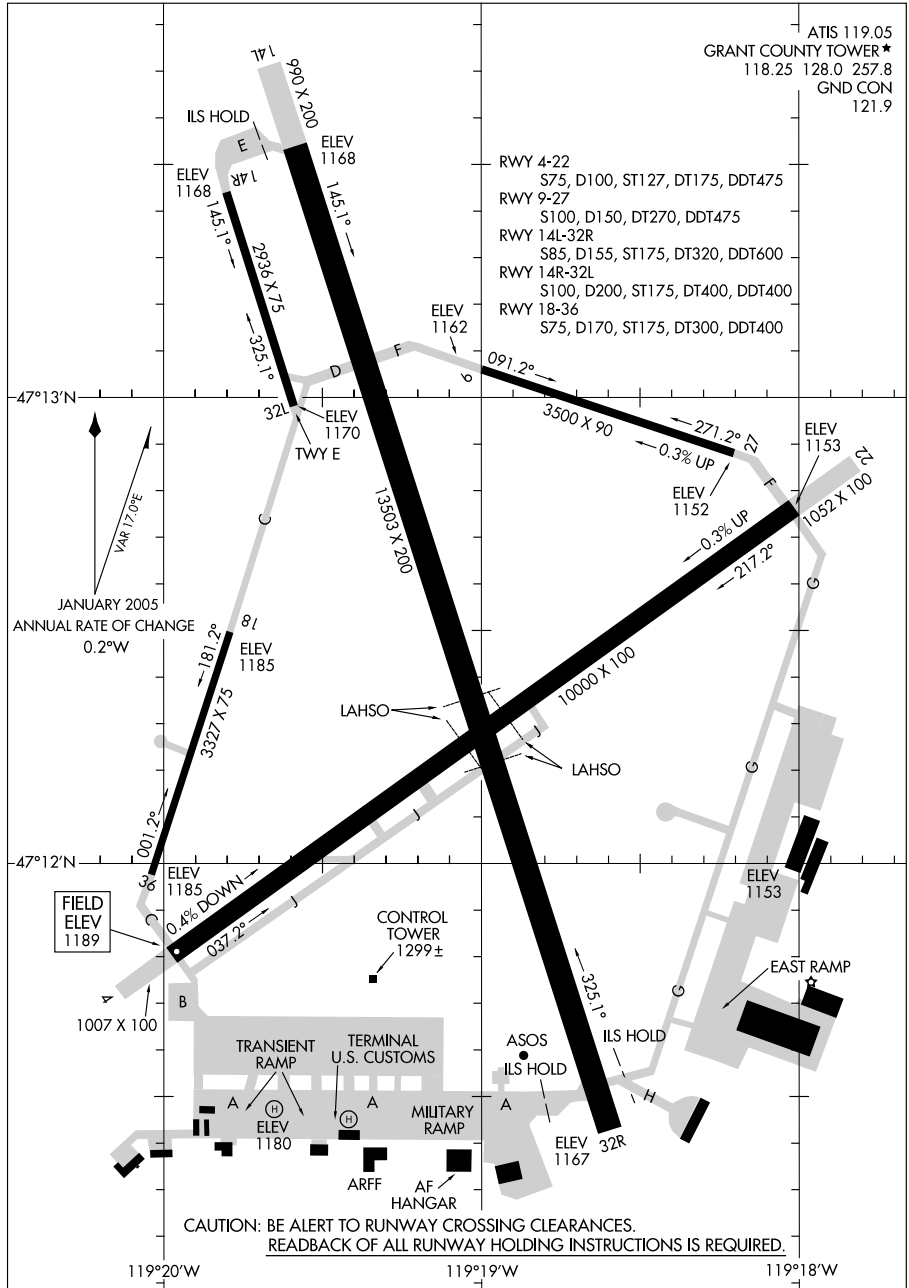 ATIS 119.05
GRANT COUNTY TOWER★
118.25 128.0 257.8
GND CON
121.9
14L
990 X 200
ILS HOLD
E
ELEV
1168
14R
ELEV
1168
145.1°
145.1°
2936 X 75
325.1°
RWY 4-22
S75, D100, ST127, DT175, DDT475
RWY 9-27
S100, D150, DT270, DDT475
RWY 14L-32R
S85, D155, ST175, DT320, DDT600
RWY 14R-32L
S100, D200, ST175, DT400, DDT400
RWY 18-36
S75, D170, ST175, DT300, DDT400
ELEV
1162
D
F
9
091.2°
3500 X 90
271.2°
27
0.3% UP
ELEV
1152
F
ELEV
1153
22
1052 X 100
47°13'N
32L
ELEV
1170
TWY E
13503 X 200
C
VAR 17.0°E
JANUARY 2005
ANNUAL RATE OF CHANGE
0.2°W
0.3% UP
217.2°
G
18
181.2°
ELEV
1185
3327 X 75
10000 X 100
LAHSO
J
LAHSO
G
J
001.2°
47°12'N
36
ELEV
1185
ELEV
1153
FIELD
ELEV
1189
C
0.4% DOWN
037.2°
J
CONTROL
TOWER
1299±
EAST RAMP
4
1007 X 100
B
325.1°
G
ASOS
ILS HOLD
ILS HOLD
TRANSIENT
RAMP
TERMINAL
U.S. CUSTOMS
H
A
H
ELEV
1180
H
A
MILITARY
RAMP
A
ELEV
1167
32R
ARFF
AF
HANGAR
CAUTION: BE ALERT TO RUNWAY CROSSING CLEARANCES.
READBACK OF ALL RUNWAY HOLDING INSTRUCTIONS IS REQUIRED.
119°20'W
119°19'W
119°18'W